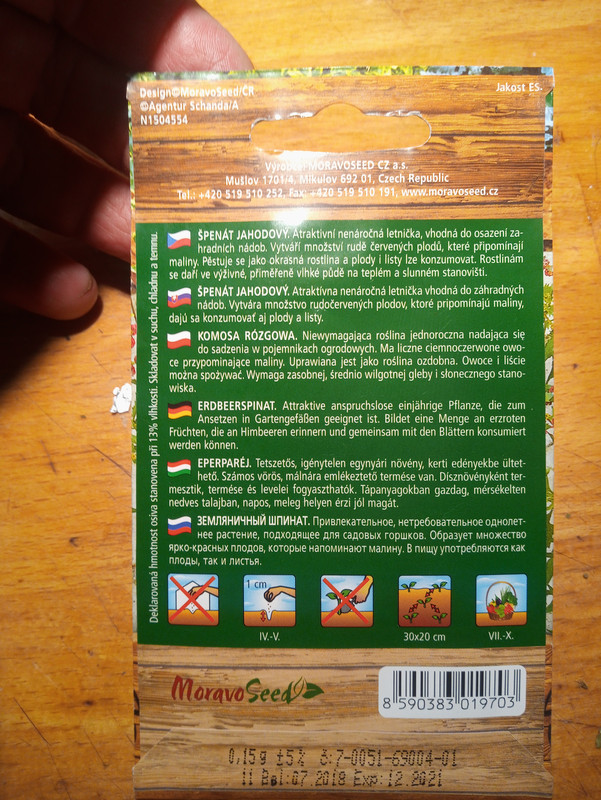 Design©MoravoSeed/ČR
©Agentur Schanda/A
N1504554
Jakost ES
Výrobce: MORAVOSEED CZ a.s.
Mušlov 1701/4, Mikulov 692 01, Czech Republic
Tel.: +420 519 510 252, Fax: +420 519 510 191, www.moravoseed.cz
Deklarovaná hmotnost osiva stanovena při 13% vlhkosti. Skladovat v suchu, chladnu a temnu.
ŠPENÁT JAHODOVÝ. Atraktivní nenáročná letnička, vhodná do osazení za-
hradních nádob. Vytváří množství rudě červených plodů, které připomínají
maliny. Pěstuje se jako okrasná rostlina a plody i listy lze konzumovat. Rostlinám
se daří ve výživné, přiměřeně vlhké půdě na teplém a slunném stanovišti.
ŠPENÁT JAHODOVÝ. Atraktívna nenáročná letnička vhodná do záhradných
nádob. Vytvára množstvo rudočervených plodov, ktoré pripomínajú maliny,
dajú sa konzumovať aj plody a listy.
KOMOSA RÓZGOWA. Niewymagająca roślina jednoroczna nadająca się
do sadzenia w pojemnikach ogrodowych. Ma liczne ciemnoczerwone owo-
ce przypominające maliny. Uprawiana jest jako roślina ozdobna. Owoce i liście
można spożywać. Wymaga zasobnej, średnio wilgotnej gleby i słonecznego stano-
wiska.
ERDBEERSPINAT. Attraktive anspruchslose einjährige Pflanze, die zum
Ansetzen in Gartengefäßen geeignet ist. Bildet eine Menge an erzroten
Früchten, die an Himbeeren erinnern und gemeinsam mit den Blättern konsumiert
werden können.
EPERPARÉJ. Tetszetős, igénytelen egynyári növény, kerti edényekbe ültet-
hető. Számos vörös, málnára emlékeztető termése van. Dísznövényként ter-
mesztik, termése és levelei fogyaszthatók. Tápanyagokban gazdag, mérsékelten
nedves talajban, napos, meleg helyen érzi jól magát.
ЗЕМЛЯНИЧНЫЙ ШПИНАТ. Привлекательное, нетребовательное однолет-
нее растение, подходящее для садовых горшков. Образует множество
ярко-красных плодов, которые напоминают малину. В пищу употребляются как
плоды, так и листья.
1 cm
IV.-V.
30x20 cm
VII.-X.
MoravoSeed
8 590383 019703
0,15g ±5% č:7-0051-69004-01
11 Bal:07.2018 Exp:12.2021